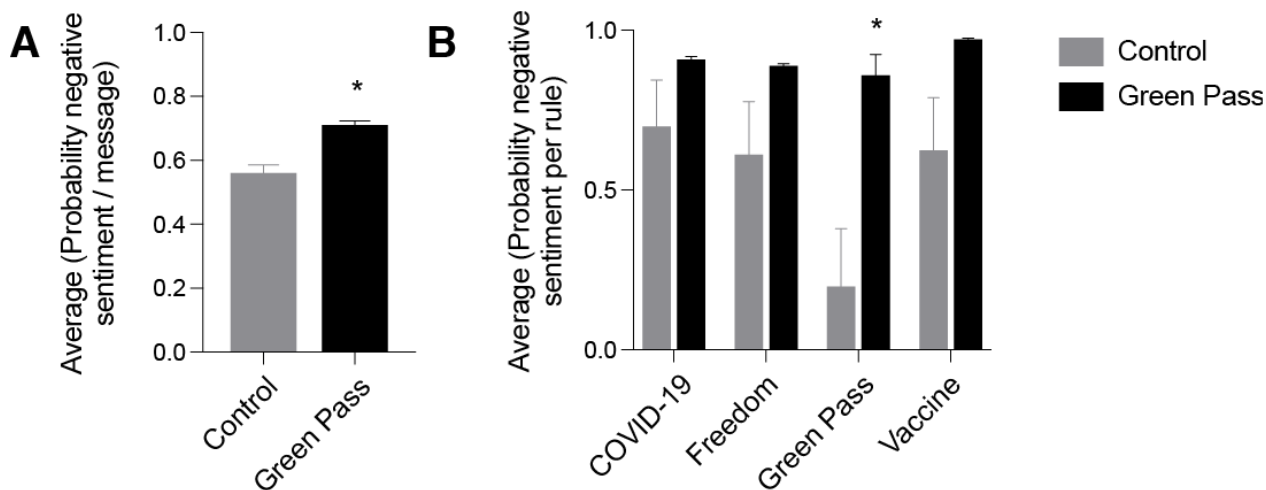 A
Average (Probability negative
sentiment / message)
1.0
0.8
0.6
0.4
0.2
0.0
*
Control
Green Pass
B
Average (Probability negative
sentiment per rule)
1.0
0.5
0.0
*
COVID-19
Freedom
Green Pass
Vaccine
Control
Green Pass